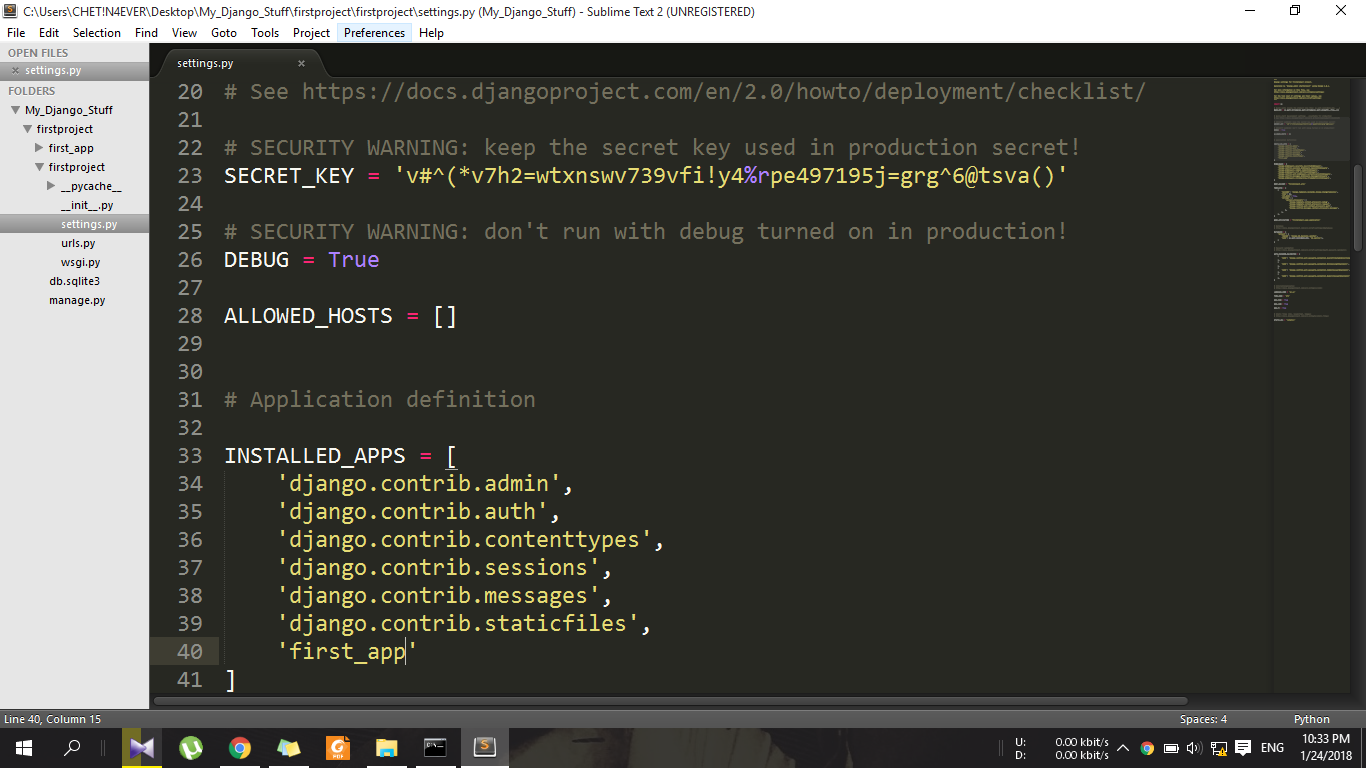 C:\Users\CHET!N4EVER\Desktop\My_Django_Stuff\firstproject\firstproject\settings.py (My_Django_Stuff) - Sublime Text 2 (UNREGISTERED)
File Edit Selection Find View Goto Tools Project Preferences Help
OPEN FILES
settings.py
FOLDERS
My_Django_Stuff
firstproject
first_app
firstproject
__pycache__
__init__.py
settings.py
urls.py
wsgi.py
db.sqlite3
manage.py
settings.py
20 # See https://docs.djangoproject.com/en/2.0/howto/deployment/checklist/
21
22 # SECURITY WARNING: keep the secret key used in production secret!
23 SECRET_KEY = 'v#^(*v7h2=wtxnswv739vfi!y4%rpe497195j=grg^6@tsva()'
24
25 # SECURITY WARNING: don't run with debug turned on in production!
26 DEBUG = True
27
28 ALLOWED_HOSTS = []
29
30
31 # Application definition
32
33 INSTALLED_APPS = [
34 'django.contrib.admin',
35 'django.contrib.auth',
36 'django.contrib.contenttypes',
37 'django.contrib.sessions',
38 'django.contrib.messages',
39 'django.contrib.staticfiles',
40 'first_app'
41 ]
Line 40, Column 15
Spaces: 4
Python
PDF
U: 0.00 kbit/s
D: 0.00 kbit/s
ENG
10:33 PM
1/24/2018